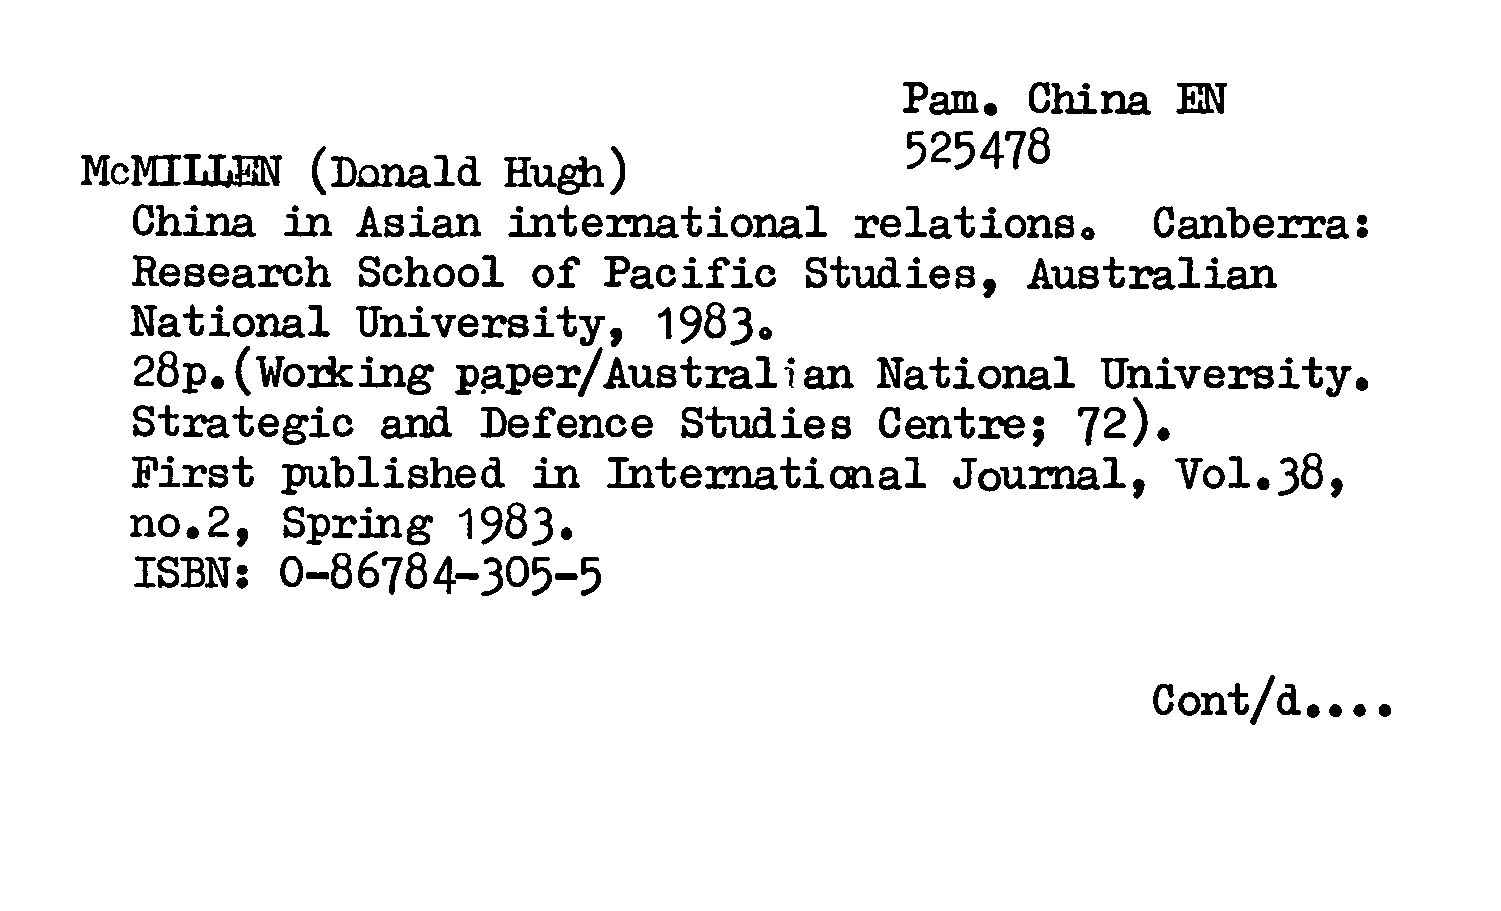 Pam. China EN
525478
McMILLEN (Donald Hugh)
China in Asian international relations. Canberra:
Research School of Pacific Studies, Australian
National University, 1983.
28p.(Working paper/Australian National University.
Strategic and Defence Studies Centre; 72).
First published in International Journal, Vol.38,
no.2, Spring 1983.
ISBN: 0-86784-305-5
Cont/d....